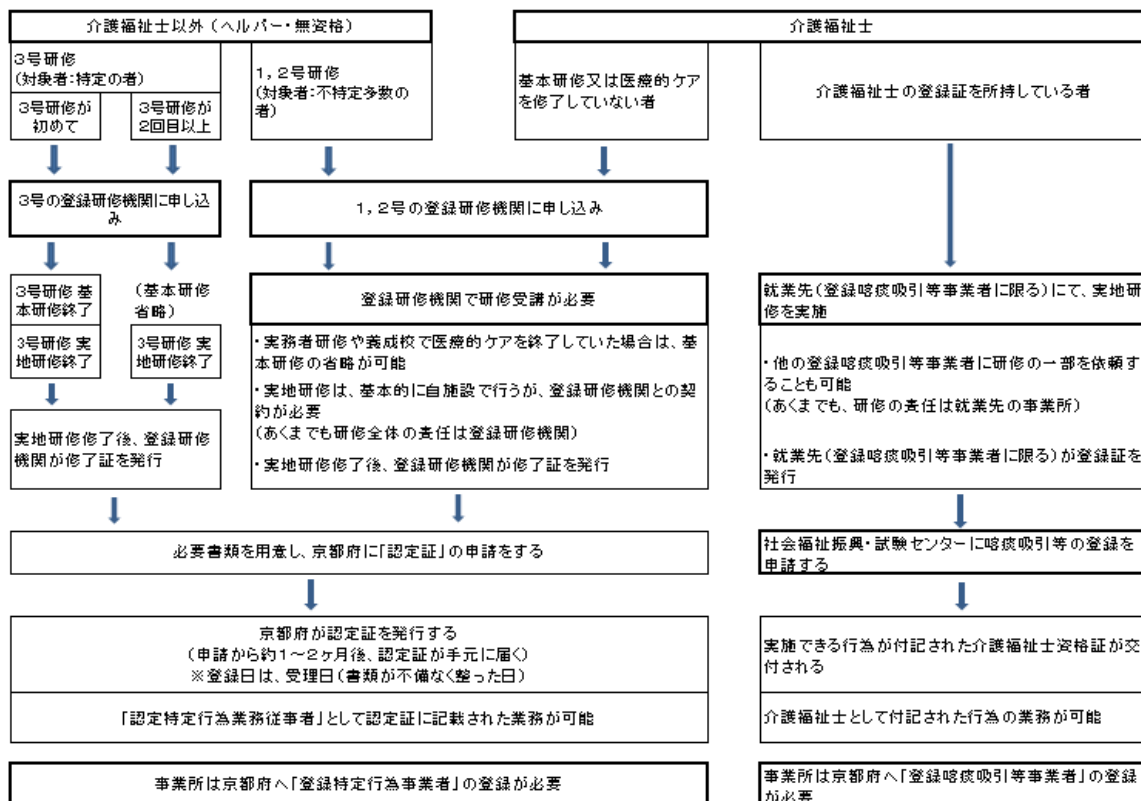 介護福祉士以外（ヘルパー・無資格）
介護福祉士
3号研修
（対象者：特定の者）
3号研修が
初めて
3号研修が
2回目以上
1，2号研修
（対象者：不特定多数の
者）
基本研修又は医療的ケア
を修了していない者
介護福祉士の登録証を所持している者
3号の登録研修機関に申し込
み
1，2号の登録研修機関に申し込み
3号研修 基
本研修終了
（基本研修
省略）
3号研修 実
地研修終了
3号研修 実
地研修終了
実地研修修了後、登録研修
機関が修了証を発行
登録研修機関で研修受講が必要
・実務者研修や養成校で医療的ケアを終了していた場合は、基
本研修の省略が可能
・実地研修は、基本的に自施設で行うが、登録研修機関との契
約が必要
（あくまでも研修全体の責任は登録研修機関）
・実地研修修了後、登録研修機関が修了証を発行
就業先（登録喀痰吸引等事業者に限る）にて、実地研
修を実施
・他の登録喀痰吸引等事業者に研修の一部を依頼す
ることも可能
（あくまでも、研修の責任は就業先の事業所）
・就業先（登録喀痰吸引等事業者に限る）が登録証を
発行
必要書類を用意し、京都府に「認定証」の申請をする
社会福祉振興・試験センターに喀痰吸引等の登録を
申請する
京都府が認定証を発行する
（申請から約1～2ヶ月後、認定証が手元に届く）
※登録日は、受理日（書類が不備なく整った日）
「認定特定行為業務従事者」として認定証に記載された業務が可能
実施できる行為が付記された介護福祉士資格証が交
付される
介護福祉士として付記された行為の業務が可能
事業所は京都府へ「登録特定行為事業者」の登録が必要
事業所は京都府へ「登録喀痰吸引等事業者」の登録
が必要